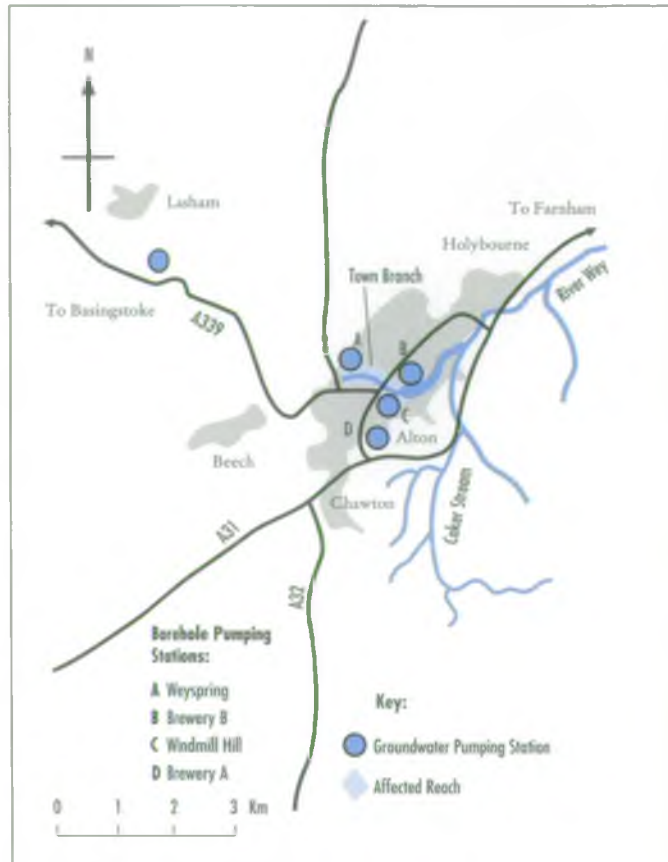 N
Lasham
To Farnham
Holybourne
Town Branch
River Wey
To Basingstoke
A339
A
B
C
D
Alton
Beech
Chawton
Caker Stream
A31
A32
Borehole Pumping
Stations:
A Weyspring
B Brewery B
C Windmill Hill
D Brewery A
Key:
Groundwater Pumping Station
Affected Reach
0 1 2 3 Km